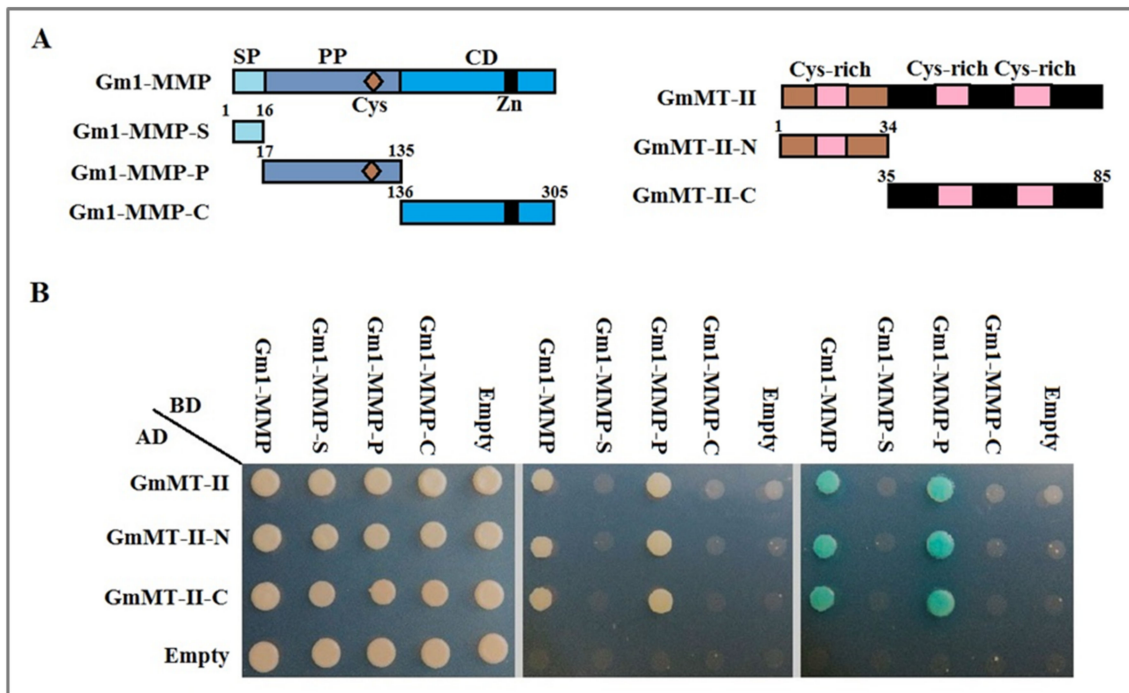 A
SP PP CD
Gm1-MMP
Cys Zn
1 16
Gm1-MMP-S
17 135
Gm1-MMP-P
136 305
Gm1-MMP-C
Cys-rich Cys-rich Cys-rich
GmMT-II
1 34
GmMT-II-N
35 85
GmMT-II-C
B
BD
AD
Gm1-MMP
Gm1-MMP-S
Gm1-MMP-P
Gm1-MMP-C
Empty
Gm1-MMP
Gm1-MMP-S
Gm1-MMP-P
Gm1-MMP-C
Empty
Gm1-MMP
Gm1-MMP-S
Gm1-MMP-P
Gm1-MMP-C
Empty
GmMT-II
GmMT-II-N
GmMT-II-C
Empty